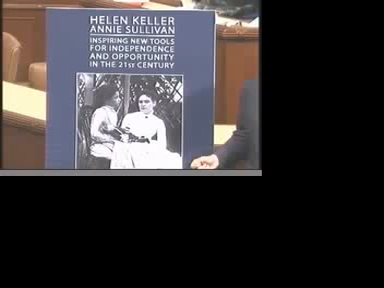 HELEN KELLER
ANNIE SULLIVAN
INSPIRING NEW TOOLS
FOR INDEPENDENCE
AND OPPORTUNITY
IN THE 21ST CENTURY